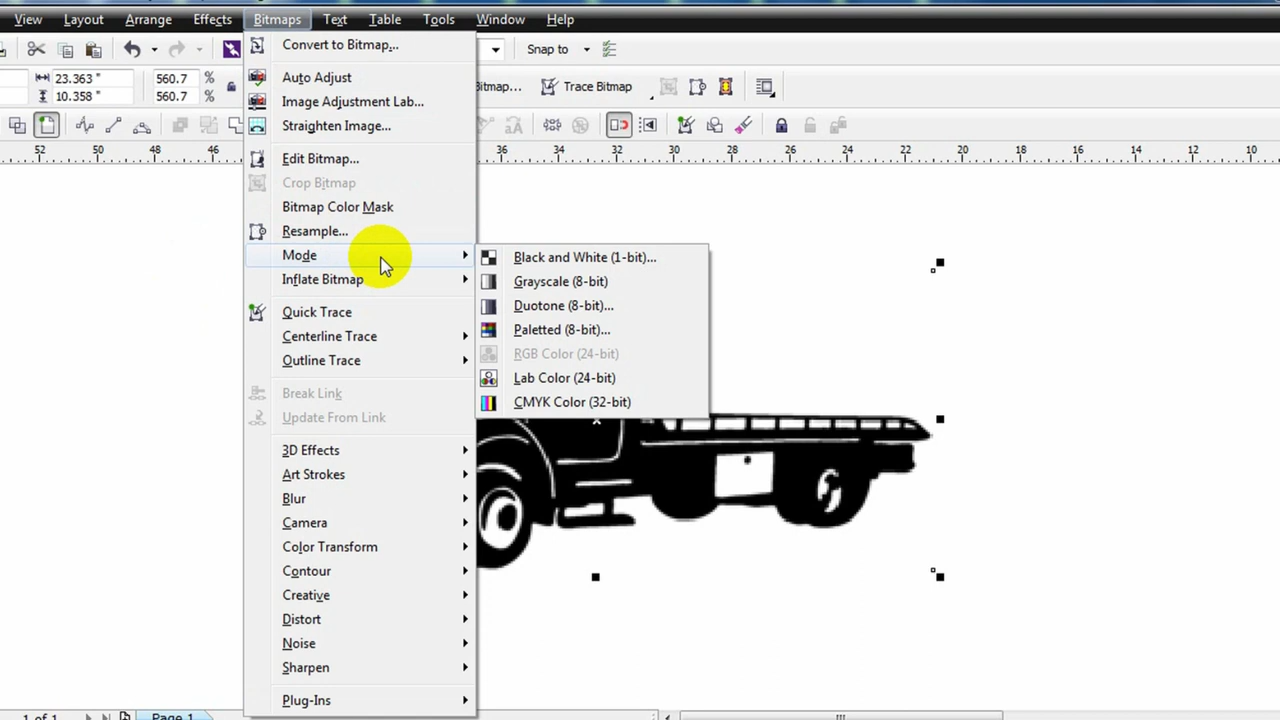 View Layout Arrange Effects Bitmaps Text Table Tools Window Help
Convert to Bitmap...
Snap to
23.363 " 560.7 %
10.358 " 560.7 %
Auto Adjust
Bitmap... Trace Bitmap
Image Adjustment Lab...
Straighten Image...
52 50 48 46 36 34 32 30 28 26 24 22 20 18 16 14 12 10
Edit Bitmap...
Crop Bitmap
Bitmap Color Mask
Resample...
Mode
Inflate Bitmap
Quick Trace
Centerline Trace
Outline Trace
Break Link
Update From Link
3D Effects
Art Strokes
Blur
Camera
Color Transform
Contour
Creative
Distort
Noise
Sharpen
Plug-Ins
Black and White (1-bit)...
Grayscale (8-bit)
Duotone (8-bit)...
Paletted (8-bit)...
RGB Color (24-bit)
Lab Color (24-bit)
CMYK Color (32-bit)
1 of 1 Page 1